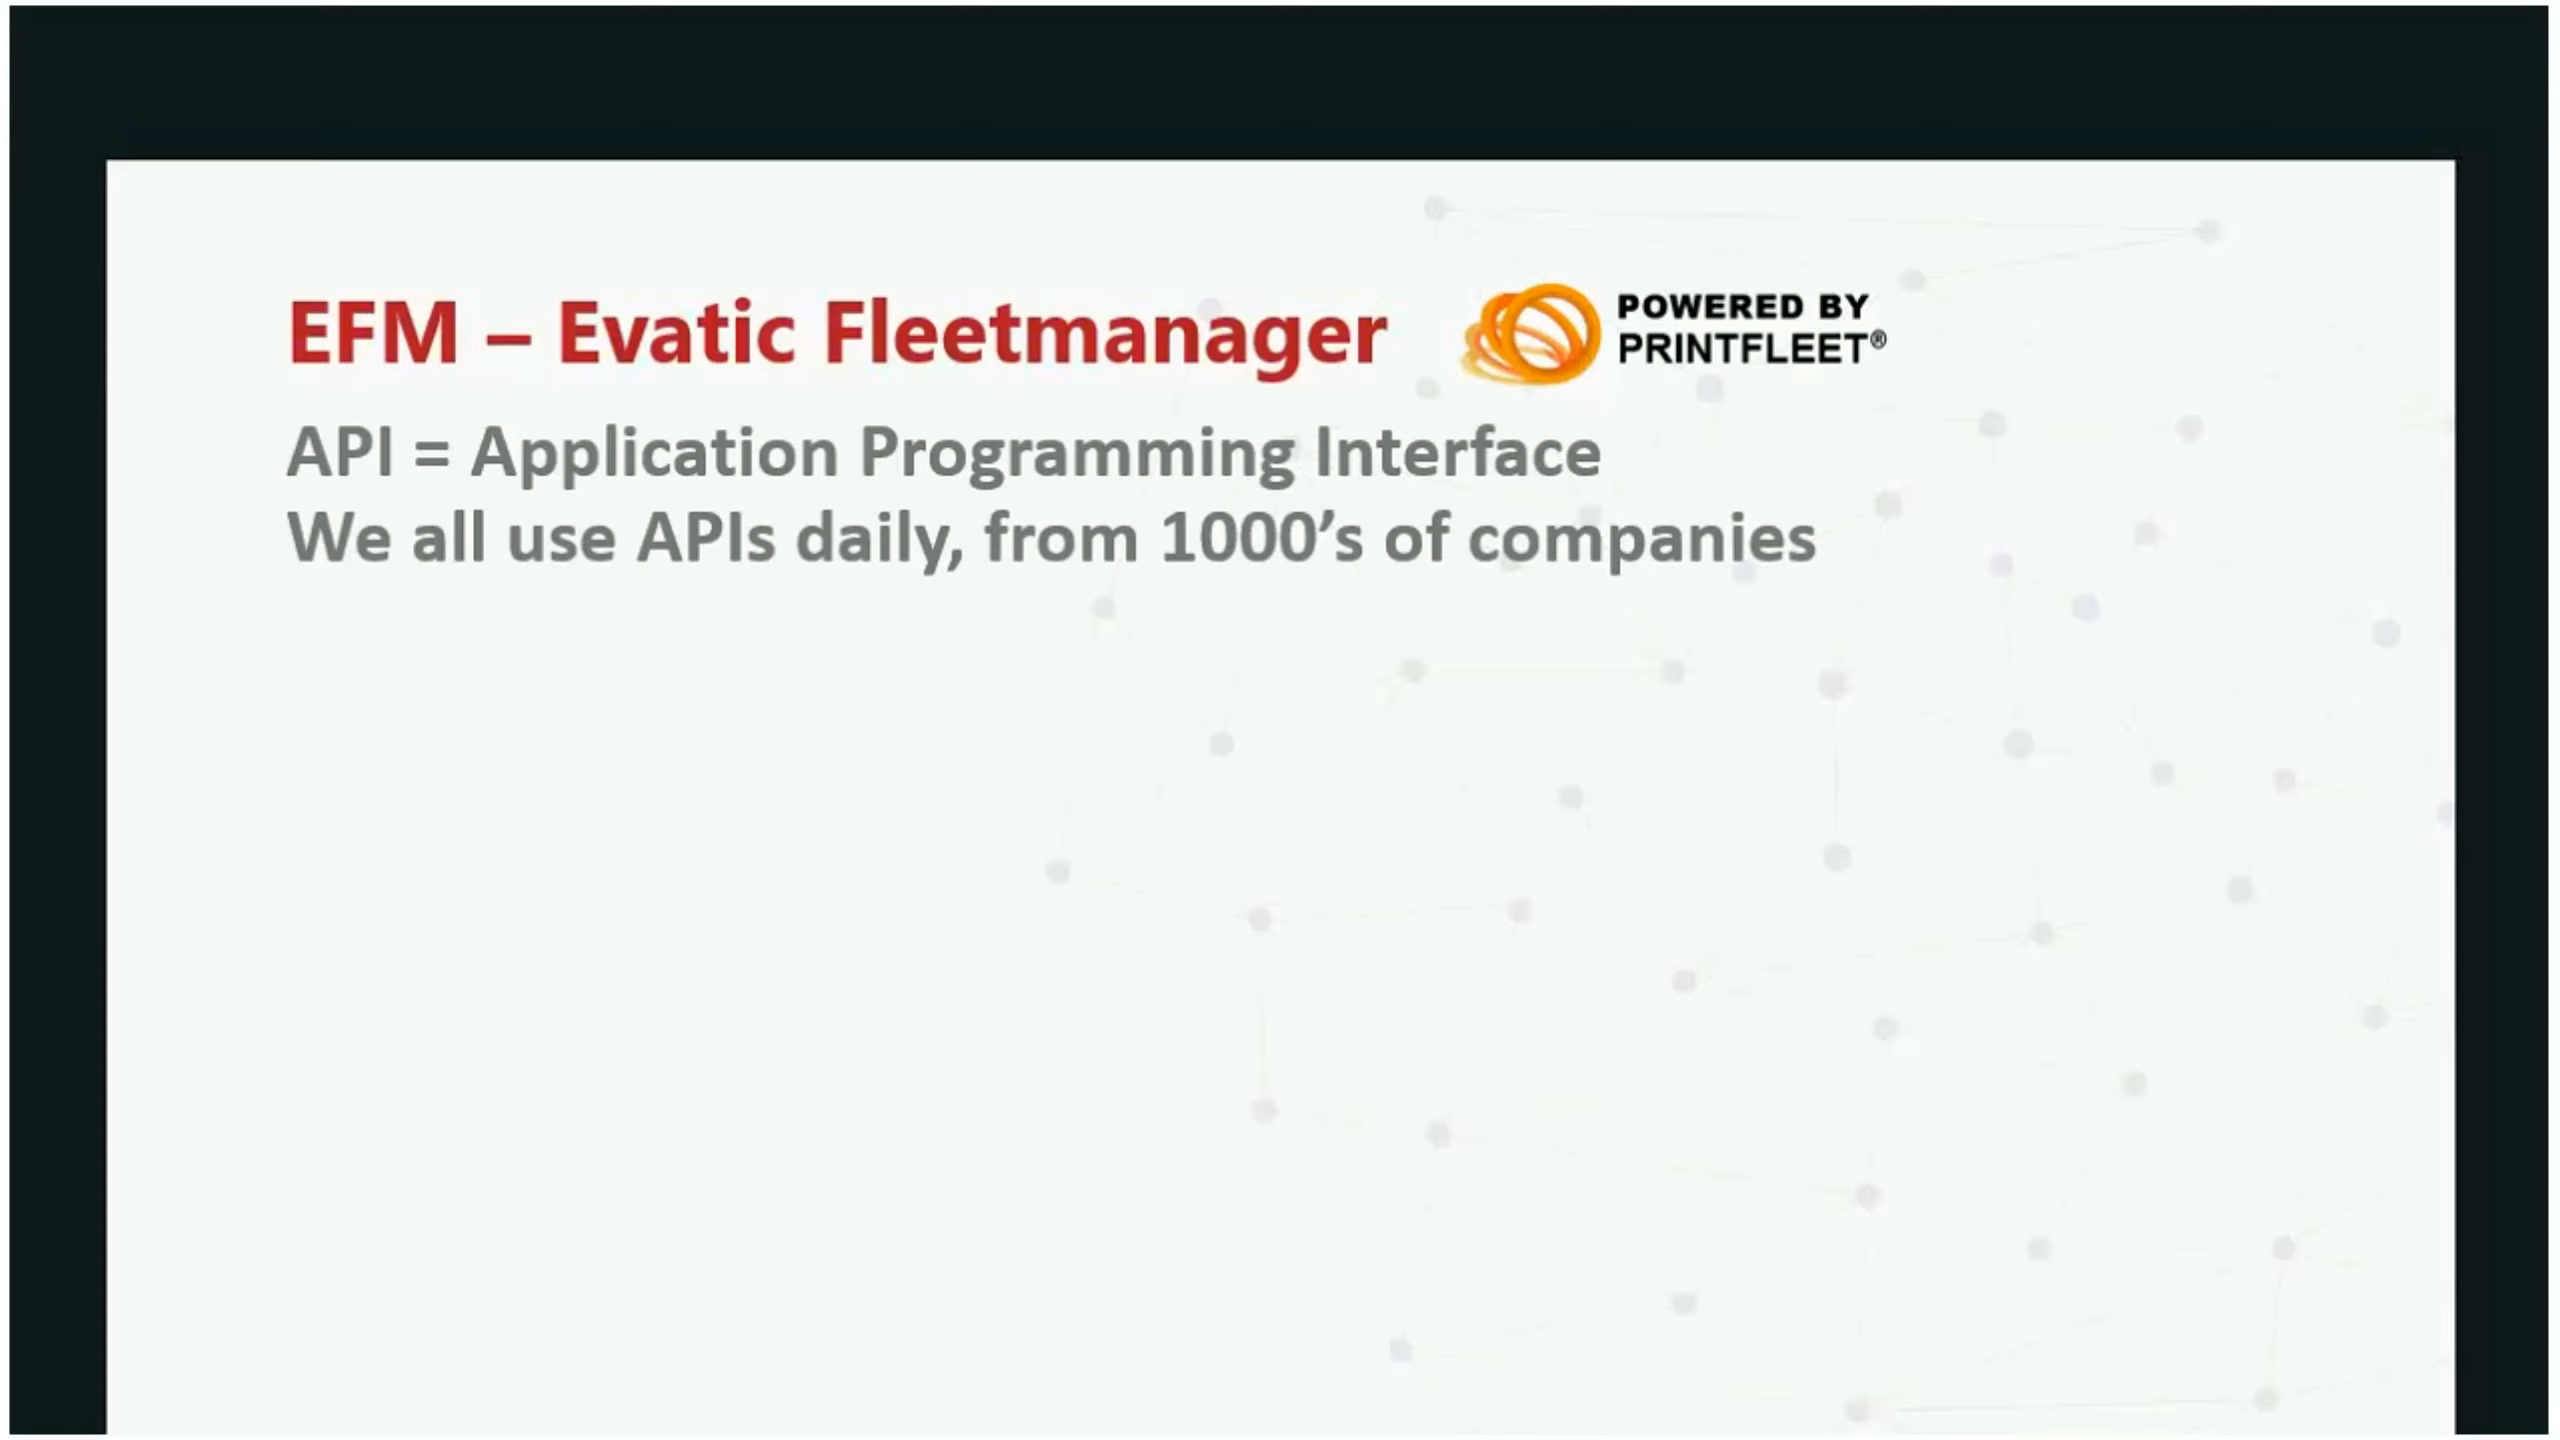 EFM – Evatic Fleetmanager
POWERED BY
PRINTFLEET®
API = Application Programming Interface
We all use APIs daily, from 1000’s of companies